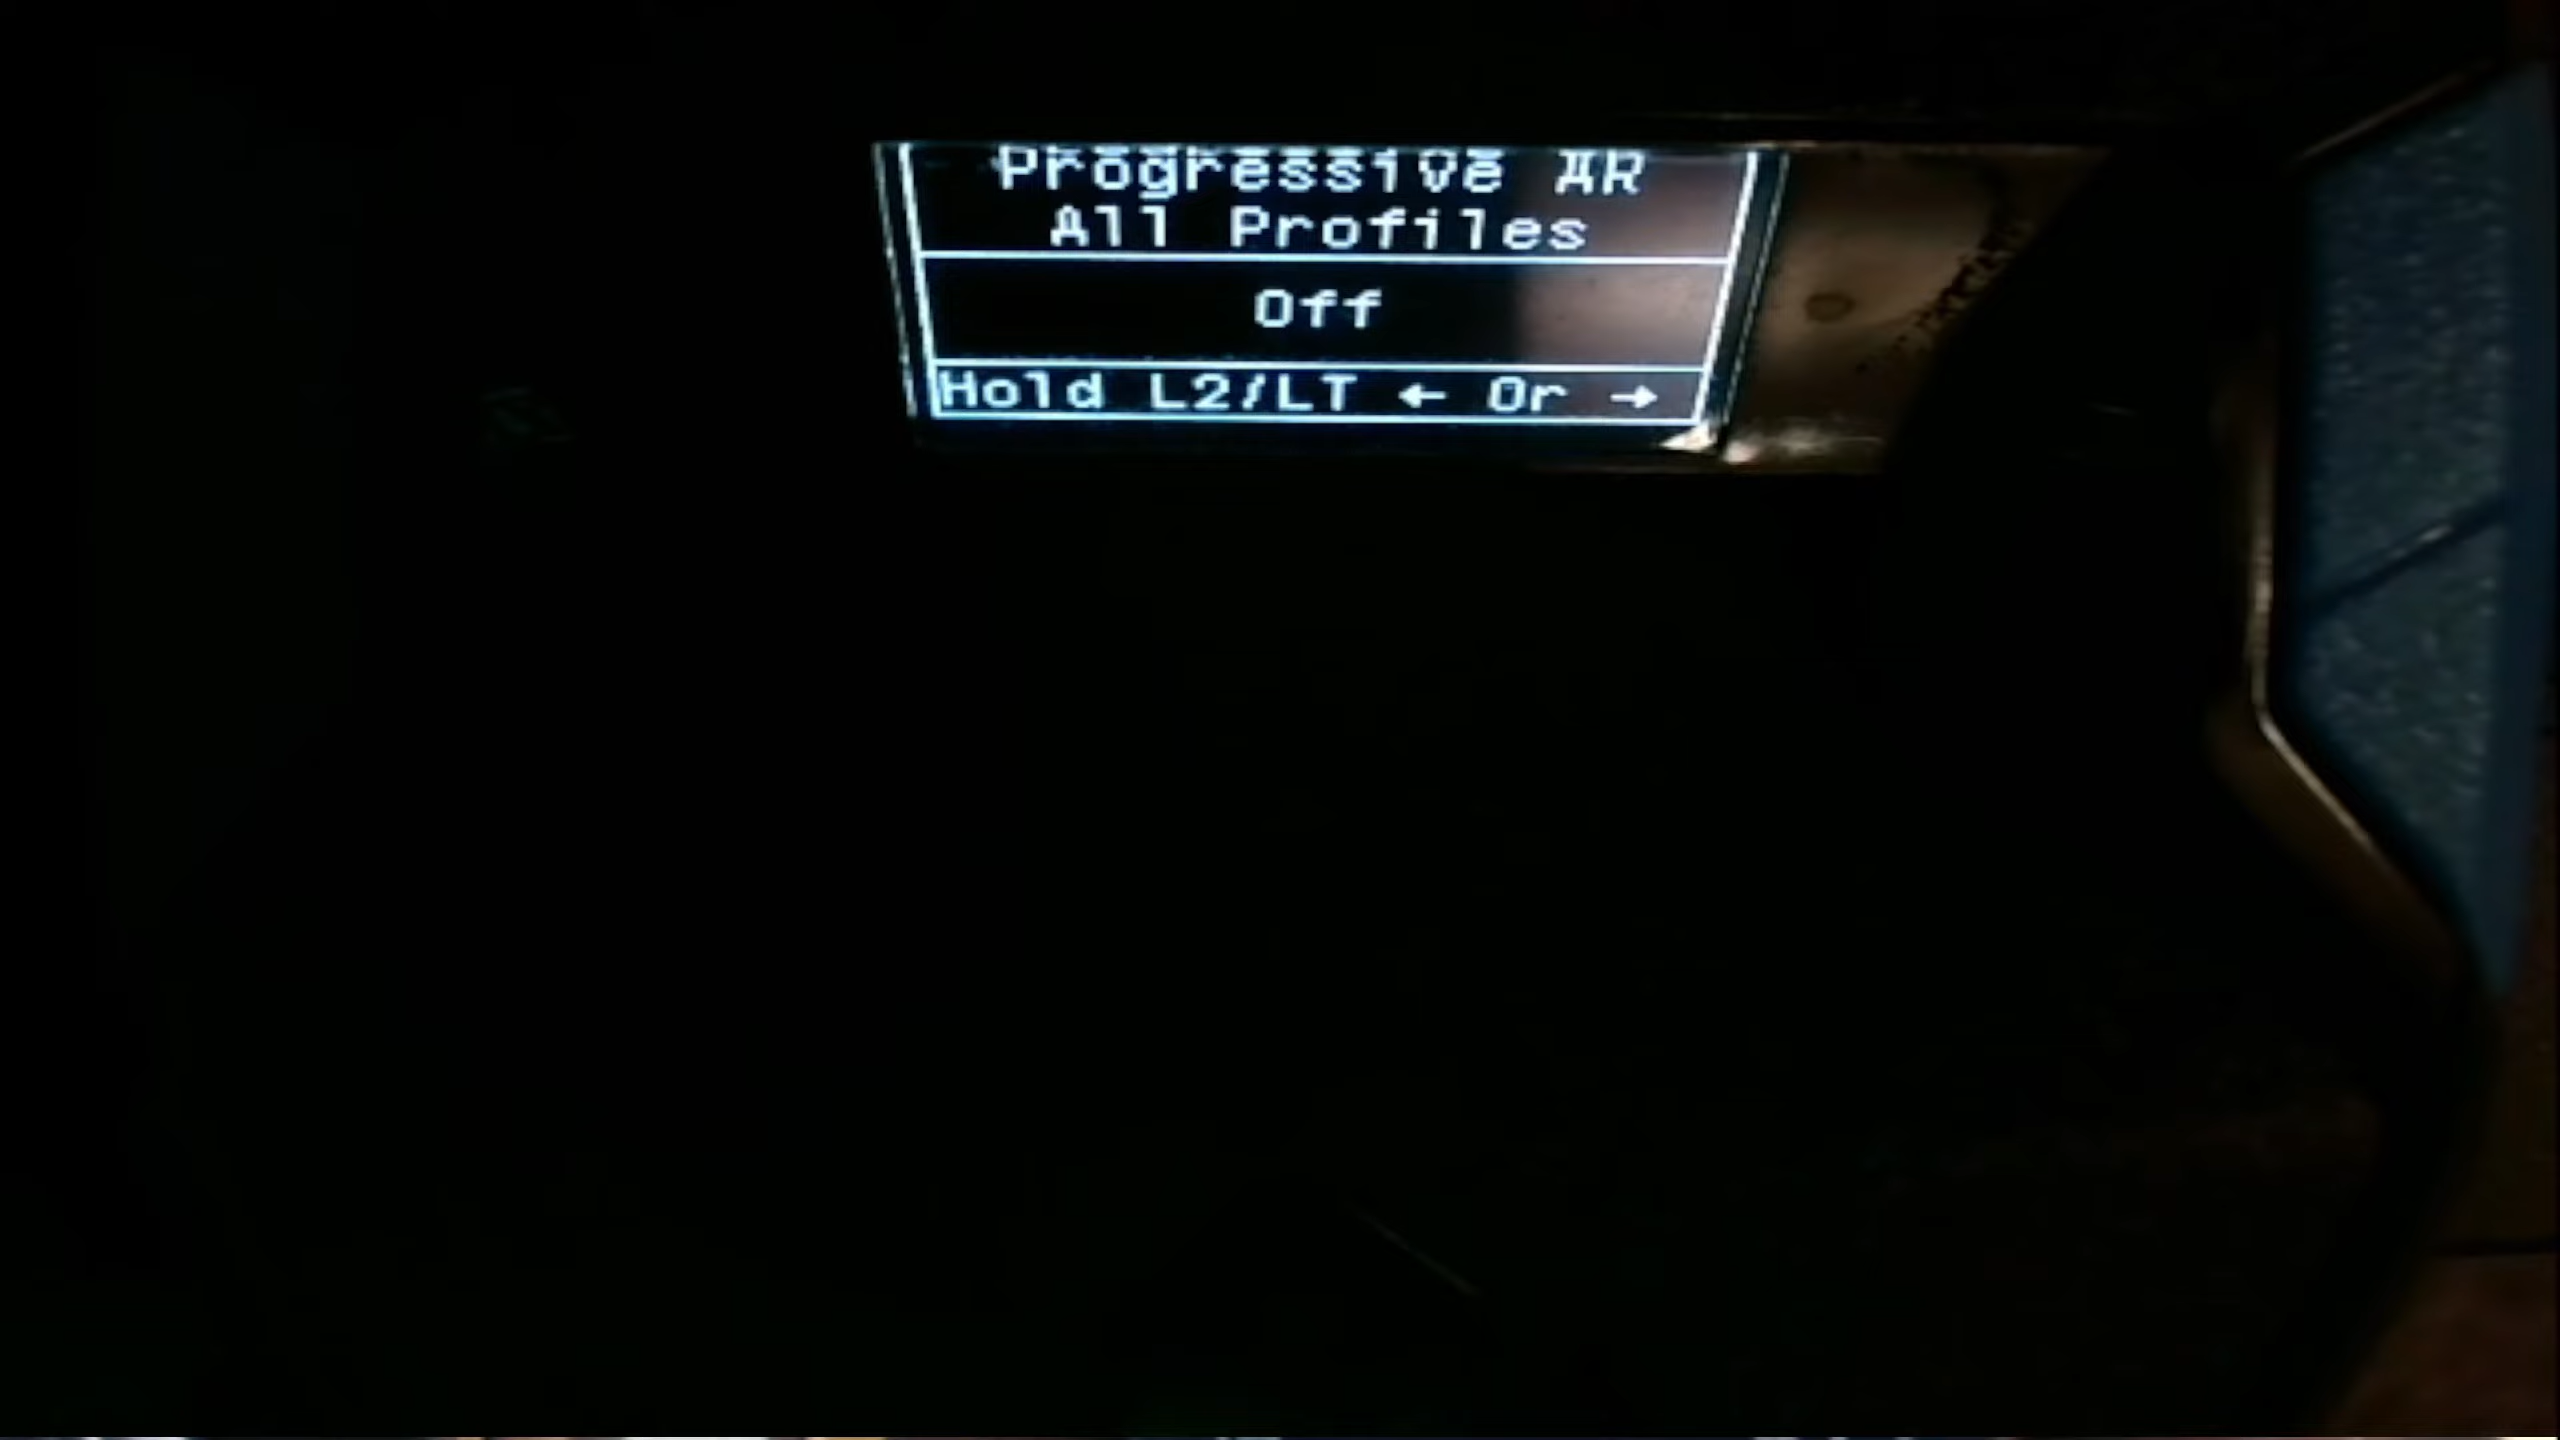 Progressive AR
All Profiles
Off
Hold L2/LT ← Or →